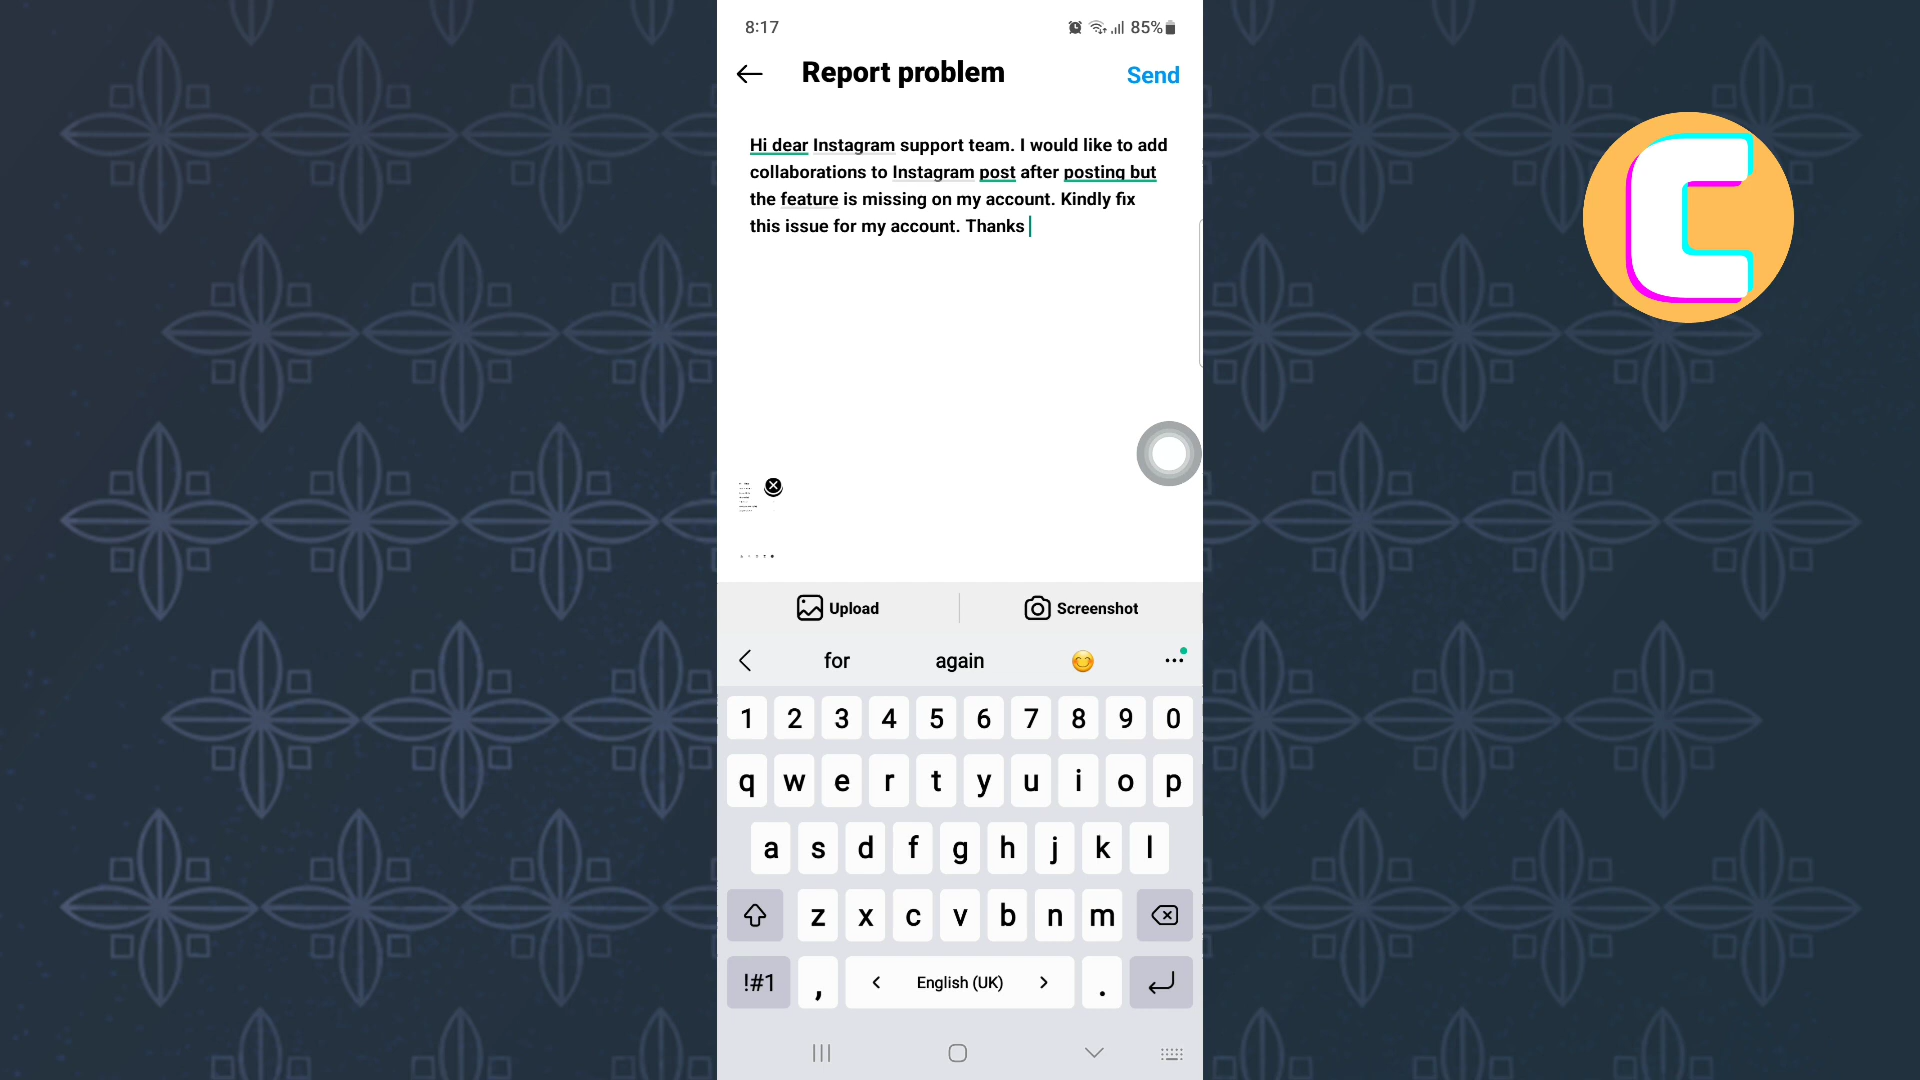 8:17
85%
Report problem
Send
Hi dear Instagram support team. I would like to add
collaborations to Instagram post after posting but
the feature is missing on my account. Kindly fix
this issue for my account. Thanks
C
Upload
Screenshot
for again
1 2 3 4 5 6 7 8 9 0
q w e r t y u i o p
a s d f g h j k l
z x c v b n m
!#1 , < English (UK) > .